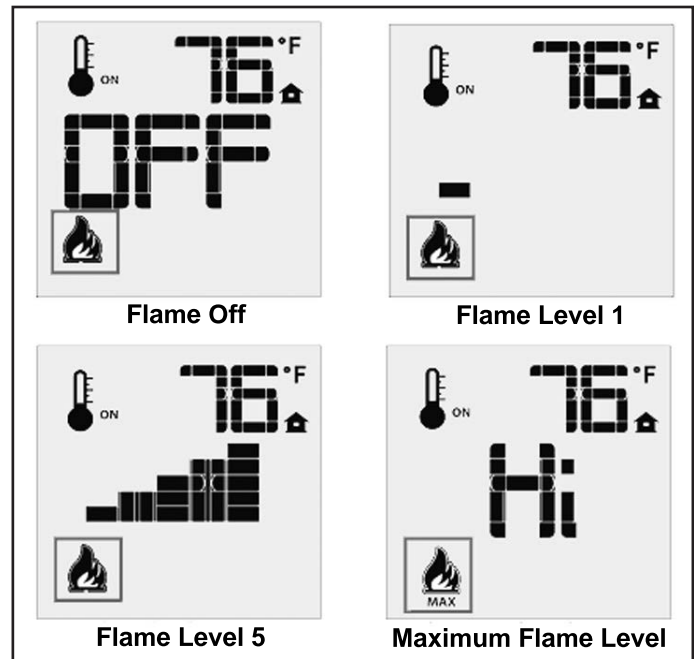 76 °F
ON
OFF
Flame Off
76 °F
ON
Flame Level 1
76 °F
ON
Flame Level 5
76 °F
ON
Hi
MAX
Maximum Flame Level